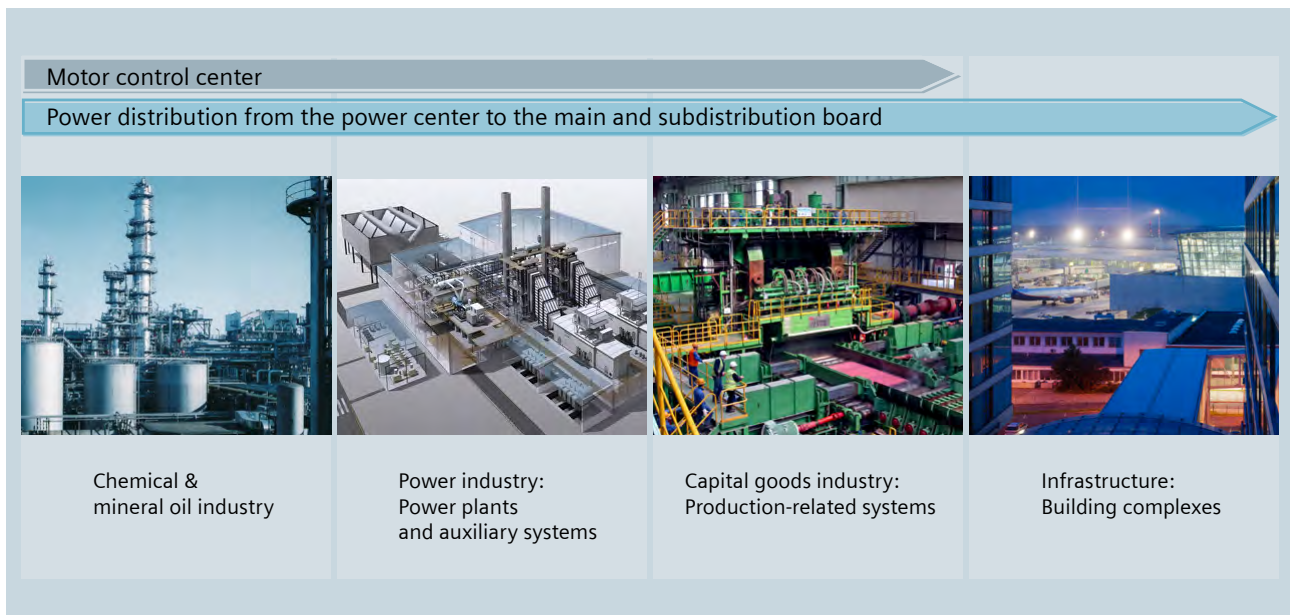 Motor control center
Power distribution from the power center to the main and subdistribution board
Chemical &
mineral oil industry
Power industry:
Power plants
and auxiliary systems
Capital goods industry:
Production-related systems
Infrastructure:
Building complexes